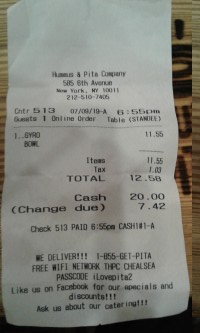 Hummus & Pita Company
585 6th Avenue
New York, NY 10011
212-510-7405
Cntr 513 07/09/19-A 6:55pm
Guests 1 Online Order Table (STANDEE)
1..GYRO 11.55
BOWL
Items 11.55
Tax 1.03
TOTAL 12.58
Cash 20.00
(Change due) 7.42
Check 513 PAID 6:55pm CASH1#1-A
WE DELIVER!!! 1-855-GET-PITA
FREE WIFI NETWORK THPC CHEALSEA
PASSCODE iLovepita2
Like us on Facebook for our specials and
discounts!!!
Ask us about our catering!!!